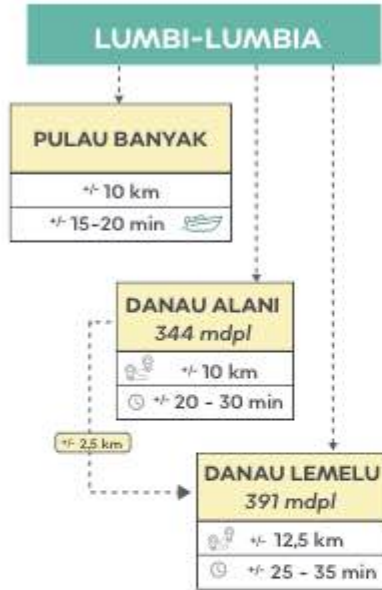 LUMBI-LUMBIA
PULAU BANYAK
+/- 10 km
+/- 15-20 min
DANAU ALANI
344 mdpl
+/- 10 km
+/- 20 - 30 min
+/- 2,5 km
DANAU LEMELU
391 mdpl
+/- 12,5 km
+/- 25 - 35 min